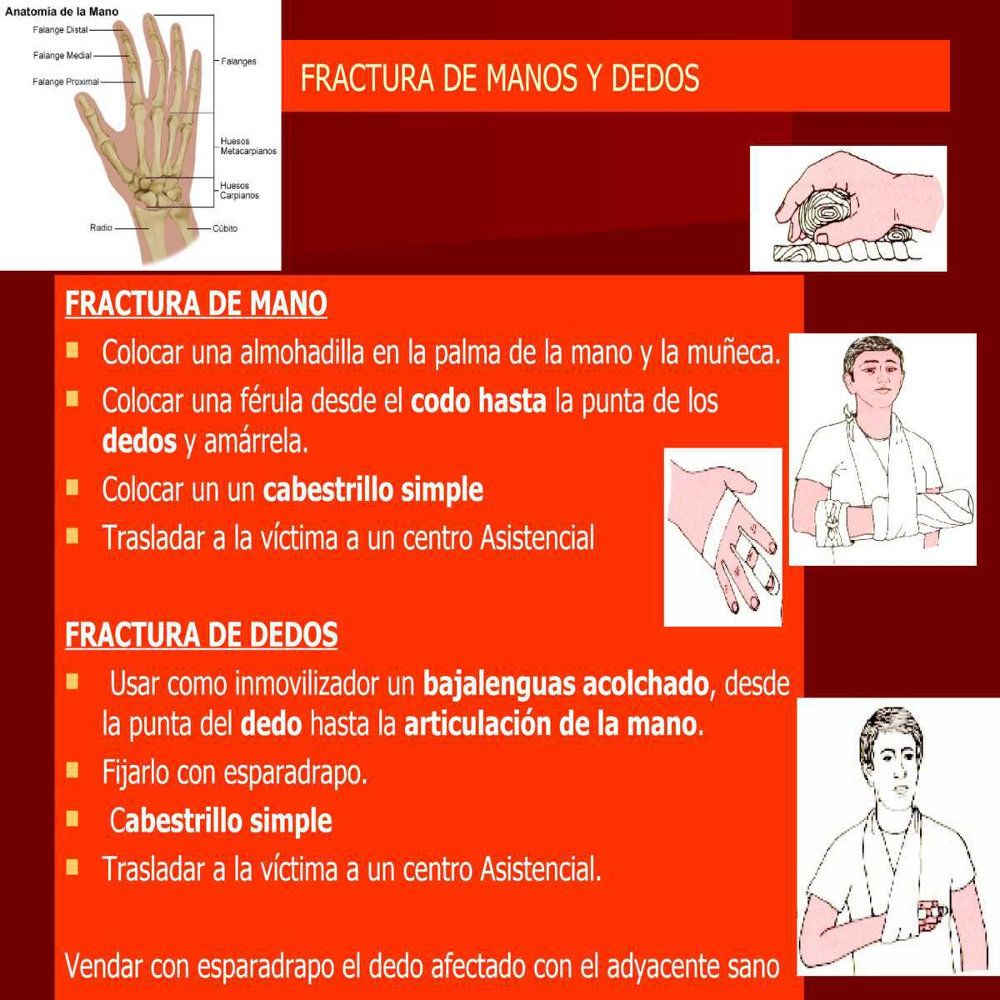 Anatomía de la Mano
Falange Distal
Falange Medial
Falange Proximal
Falanges
Huesos
Metacarpianos
Huesos
Carpianos
Radio
Cúbito
FRACTURA DE MANOS Y DEDOS
FRACTURA DE MANO
Colocar una almohadilla en la palma de la mano y la muñeca.
Colocar una férula desde el codo hasta la punta de los
dedos y amárrela.
Colocar un un cabestrillo simple
Trasladar a la víctima a un centro Asistencial
FRACTURA DE DEDOS
Usar como inmovilizador un bajalenguas acolchado, desde
la punta del dedo hasta la articulación de la mano.
Fijarlo con esparadrapo.
Cabestrillo simple
Trasladar a la víctima a un centro Asistencial.
Vendar con esparadrapo el dedo afectado con el adyacente sano